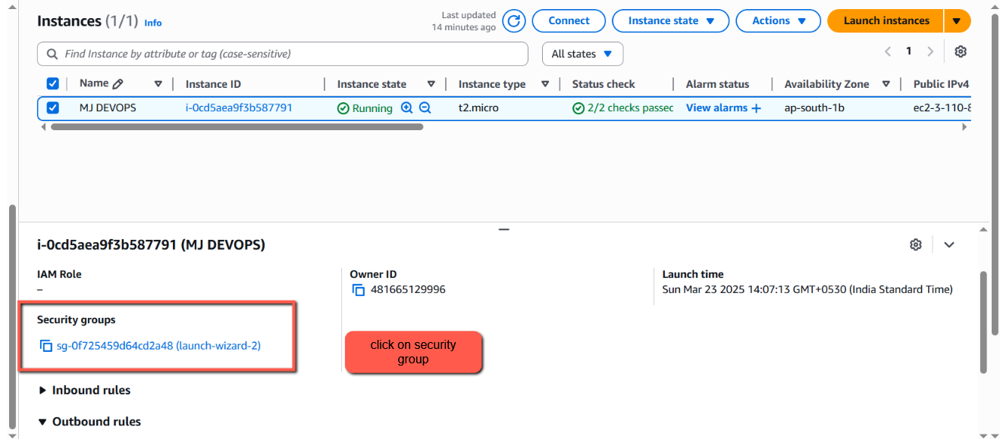 Instances (1/1) Info
Last updated
14 minutes ago
Connect
Instance state
Actions
Launch instances
Find Instance by attribute or tag (case-sensitive)
All states
1
Name
Instance ID
Instance state
Instance type
Status check
Alarm status
Availability Zone
Public IPv4
MJ DEVOPS
i-0cd5aea9f3b587791
Running
t2.micro
2/2 checks passec
View alarms +
ap-south-1b
ec2-3-110-8
i-0cd5aea9f3b587791 (MJ DEVOPS)
IAM Role
–
Owner ID
481665129996
Launch time
Sun Mar 23 2025 14:07:13 GMT+0530 (India Standard Time)
Security groups
sg-0f725459d64cd2a48 (launch-wizard-2)
click on security
group
Inbound rules
Outbound rules